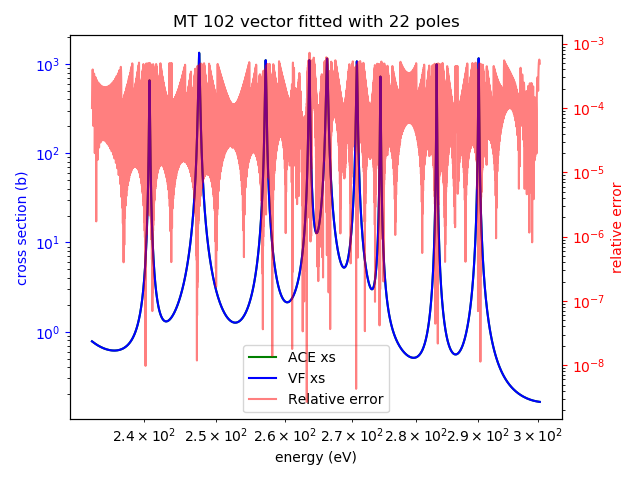 MT 102 vector fitted with 22 poles
10³
10²
10¹
10⁰
cross section (b)
10⁻³
10⁻⁴
10⁻⁵
10⁻⁶
10⁻⁷
10⁻⁸
relative error
ACE xs
VF xs
Relative error
2.4 × 10² 2.5 × 10² 2.6 × 10² 2.7 × 10² 2.8 × 10² 2.9 × 10² 3 × 10²
energy (eV)